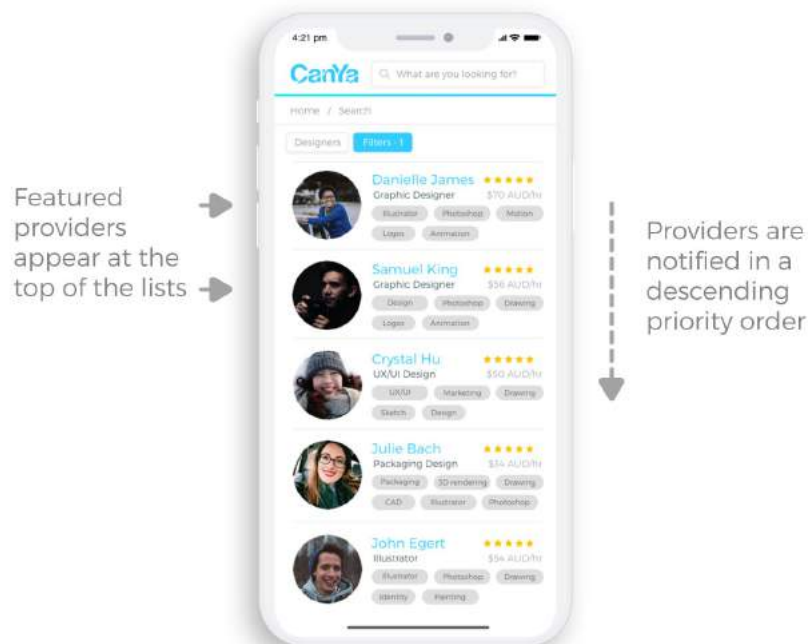 4:21 pm
CanYa
What are you looking for?
Home / Search
Designers
Filters · 1
Featured
providers
appear at the
top of the lists
Danielle James
Graphic Designer
$70 AUD/hr
Illustrator Photoshop Motion
Logos Animation
Samuel King
Graphic Designer
$56 AUD/hr
Design Photoshop Drawing
Logos Animation
Crystal Hu
UX/UI Design
$50 AUD/hr
UX/UI Marketing Drawing
Sketch Design
Julie Bach
Packaging Design
$34 AUD/hr
Packaging 3D rendering Drawing
CAD Illustrator Photoshop
John Egert
Illustrator
$54 AUD/hr
Illustrator Photoshop Drawing
Identity Painting
Providers are
notified in a
descending
priority order